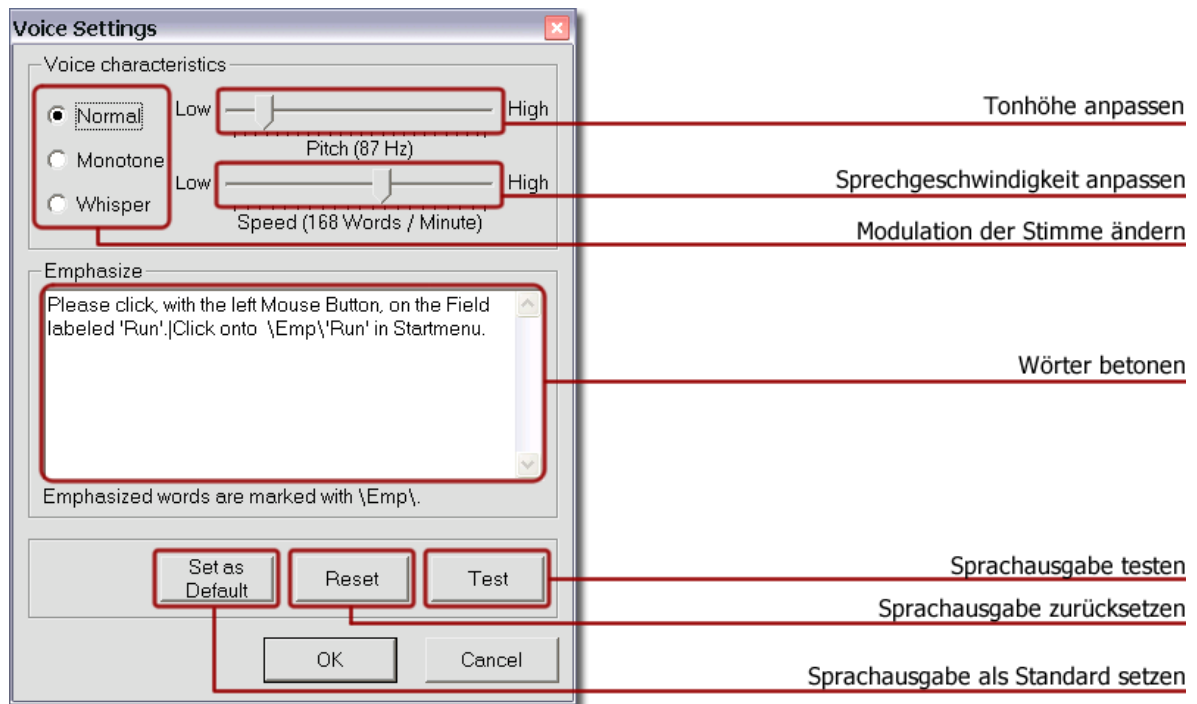 Voice Settings
Voice characteristics
Normal
Monotone
Whisper
Low
High
Pitch (87 Hz)
Low
High
Speed (168 Words / Minute)
Tonhöhe anpassen
Sprechgeschwindigkeit anpassen
Modulation der Stimme ändern
Emphasize
Please click, with the left Mouse Button, on the Field
labeled 'Run'.|Click onto \Emp\'Run' in Startmenu.
Wörter betonen
Emphasized words are marked with \Emp\.
Set as
Default
Reset
Test
Sprachausgabe testen
Sprachausgabe zurücksetzen
OK
Cancel
Sprachausgabe als Standard setzen